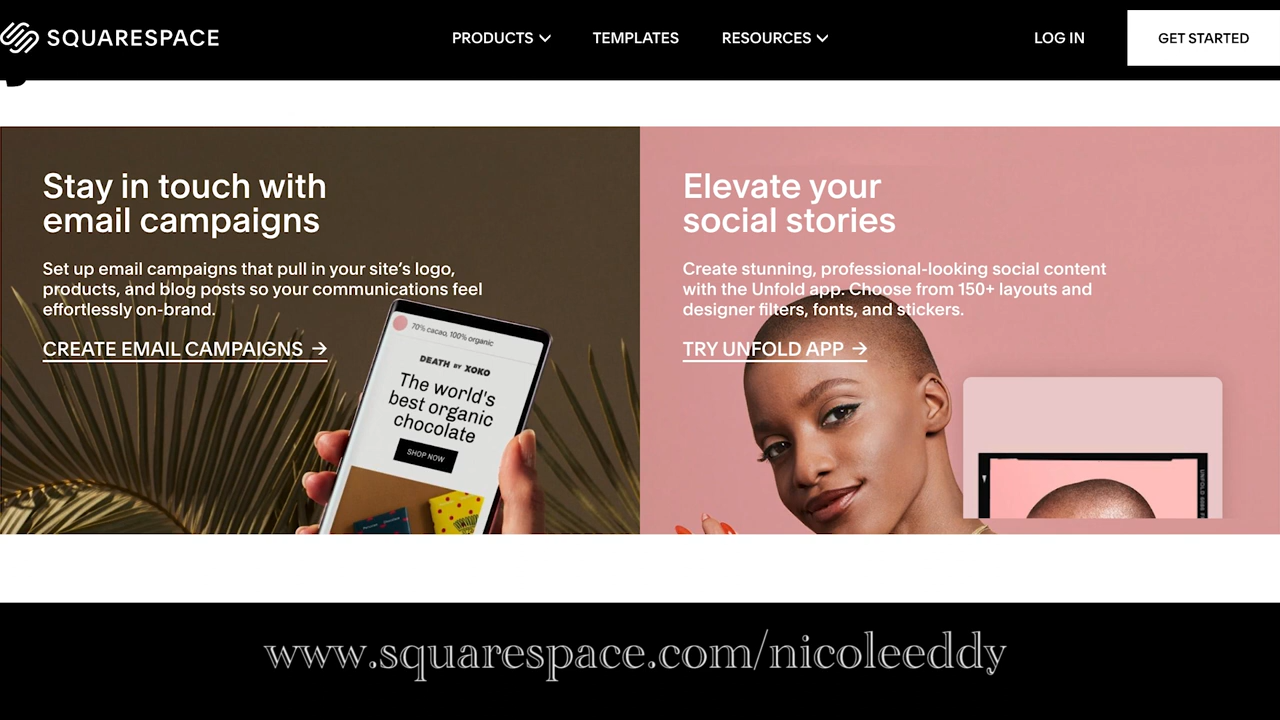 SQUARESPACE
PRODUCTS
TEMPLATES
RESOURCES
LOG IN
GET STARTED
Stay in touch with
email campaigns
Set up email campaigns that pull in your site’s logo,
products, and blog posts so your communications feel
effortlessly on-brand.
CREATE EMAIL CAMPAIGNS →
70% cacao, 100% organic
DEATH BY XOKO
The world's
best organic
chocolate
SHOP NOW
Elevate your
social stories
Create stunning, professional-looking social content
with the Unfold app. Choose from 150+ layouts and
designer filters, fonts, and stickers.
TRY UNFOLD APP →
www.squarespace.com/nicoleeddy